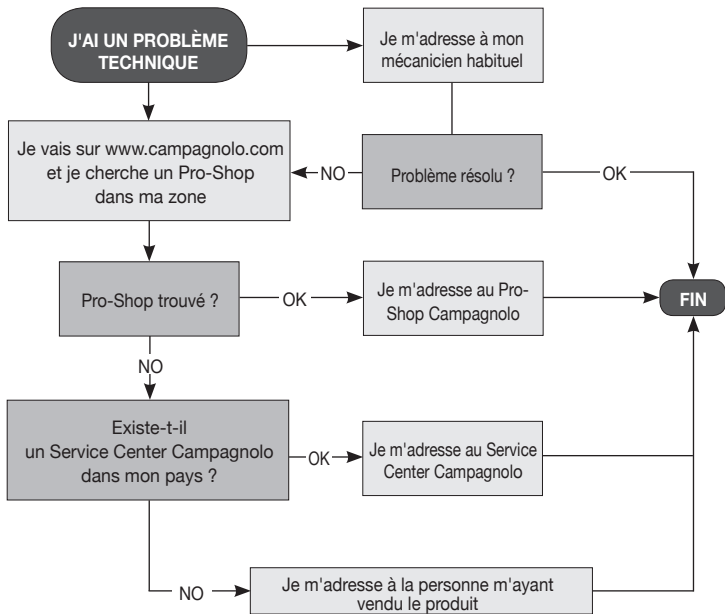 J'AI UN PROBLÈME
TECHNIQUE
Je m'adresse à mon
mécanicien habituel
Je vais sur www.campagnolo.com
et je cherche un Pro-Shop
dans ma zone
NO
Problème résolu ?
OK
Pro-Shop trouvé ?
OK
Je m'adresse au Pro-
Shop Campagnolo
FIN
NO
Existe-t-il
un Service Center Campagnolo
dans mon pays ?
OK
Je m'adresse au Service
Center Campagnolo
NO
Je m'adresse à la personne m'ayant
vendu le produit